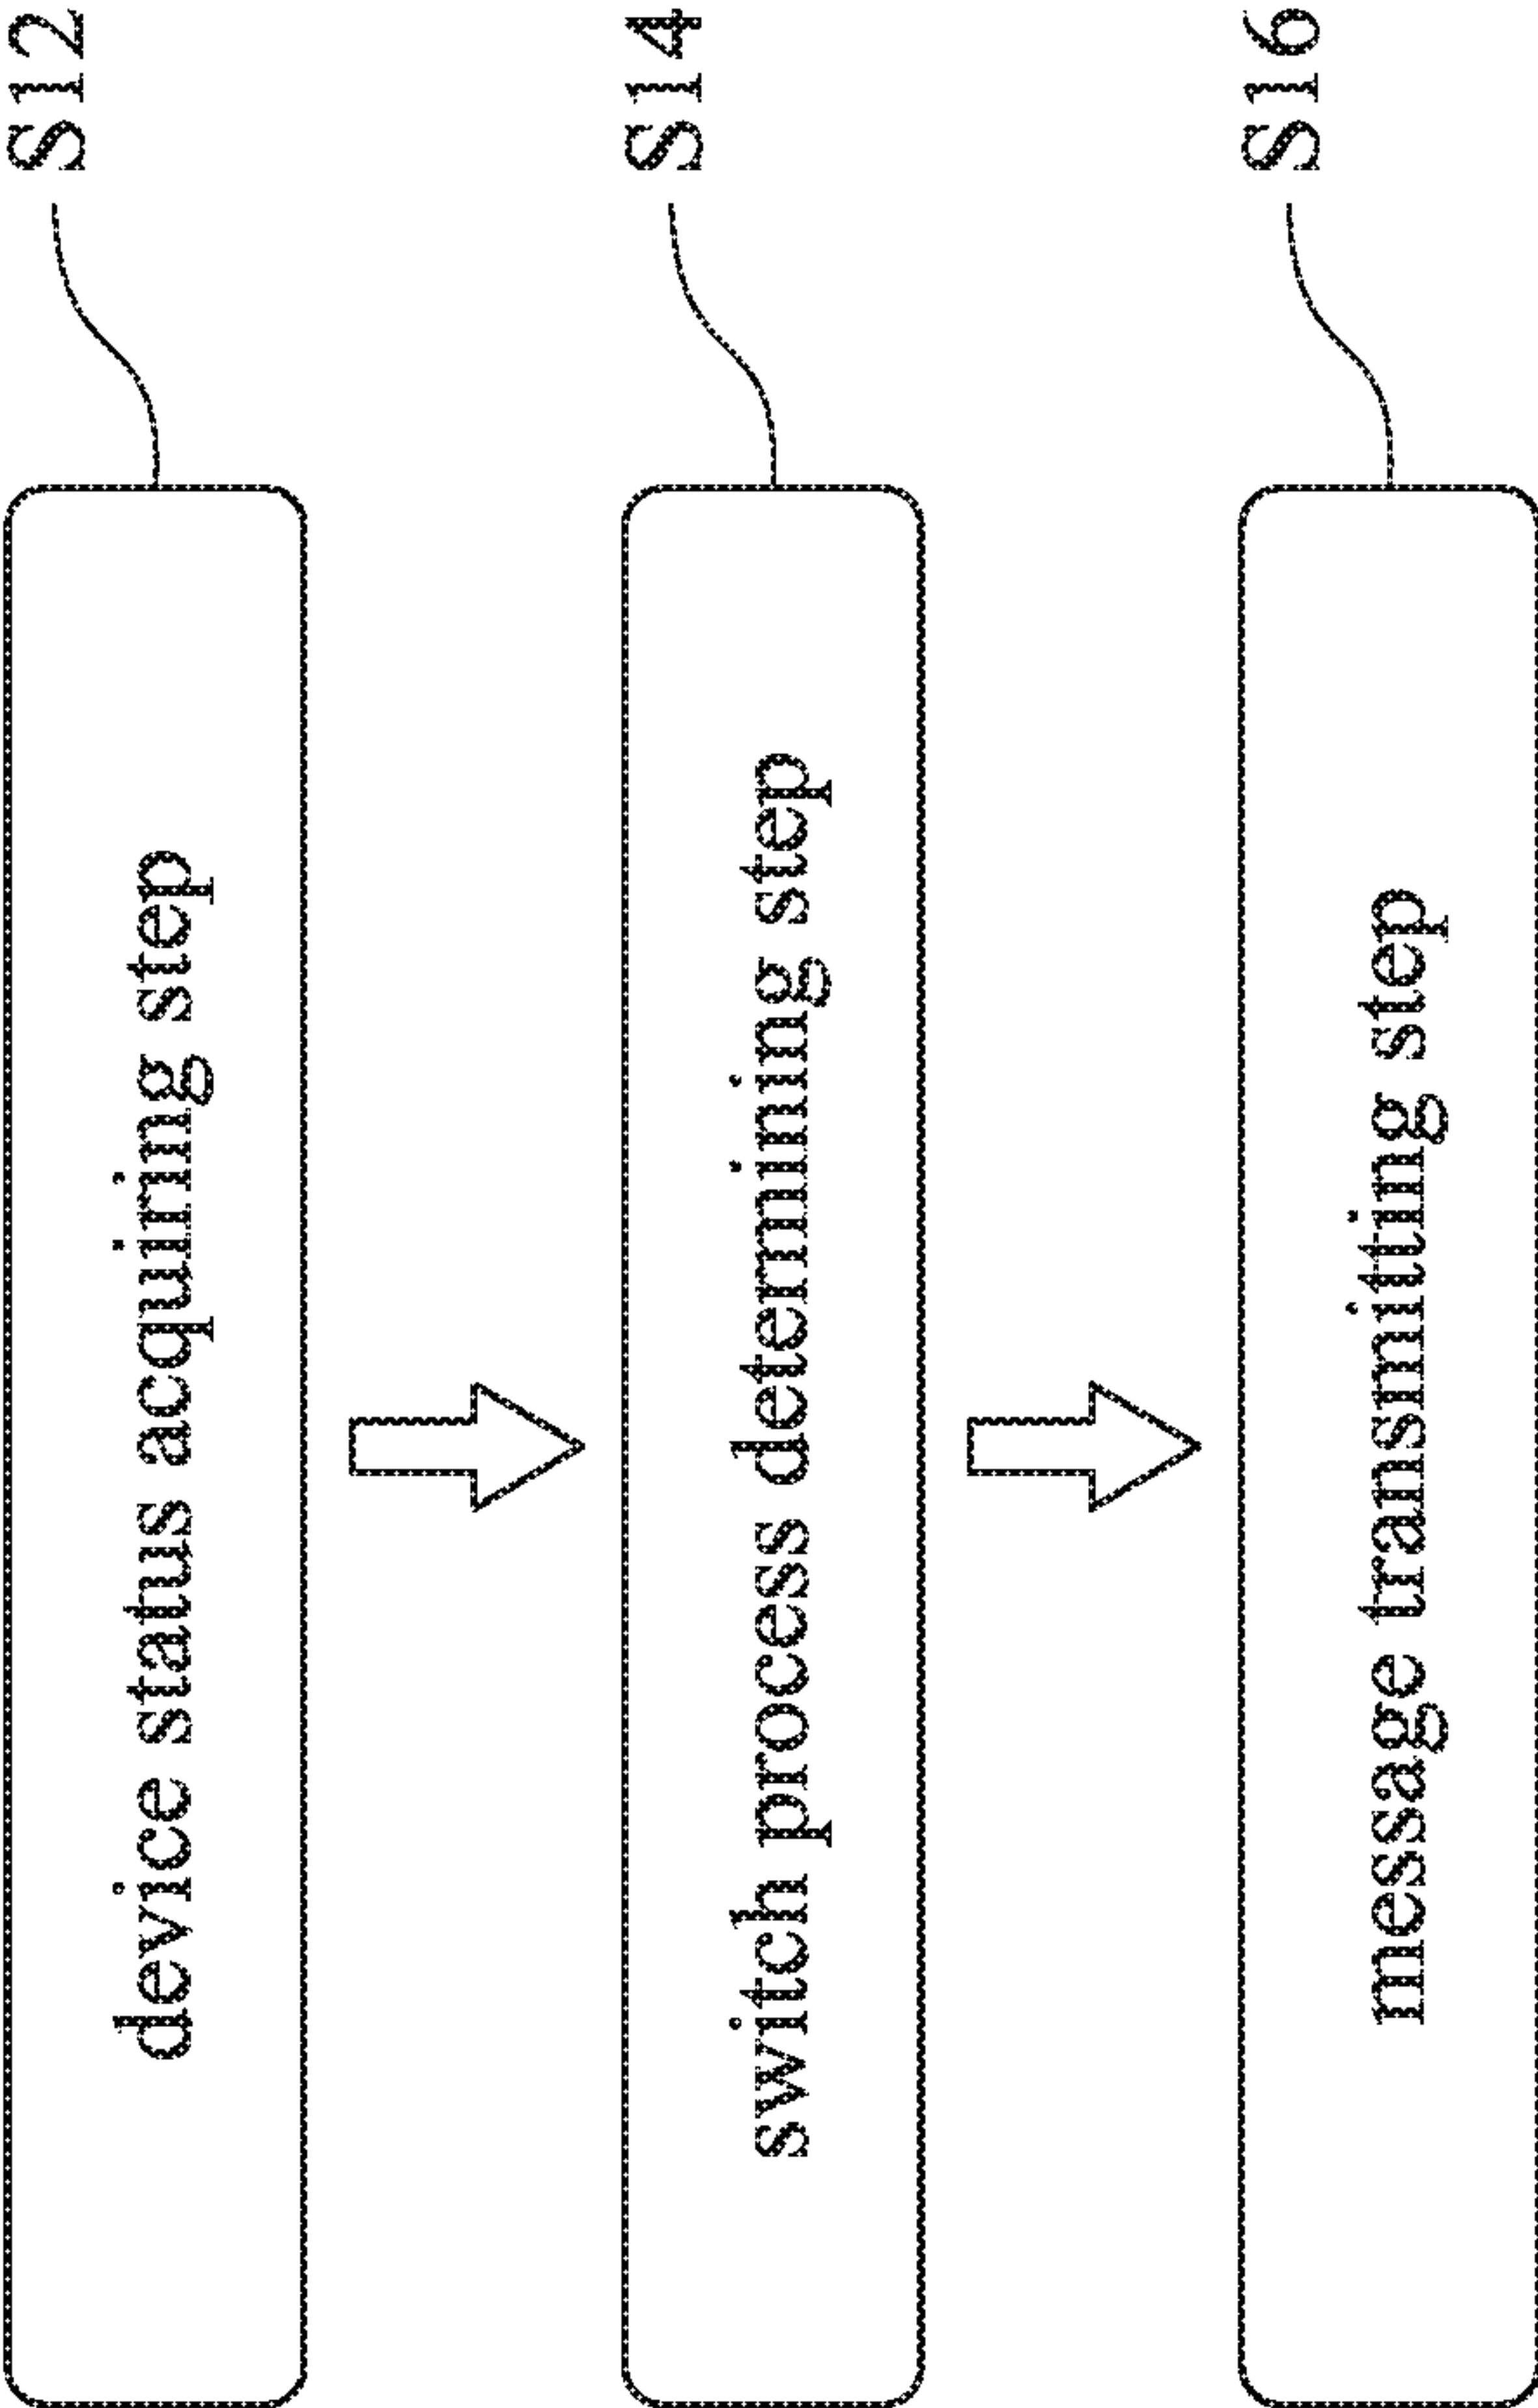 S12
device status acquiring step
S14
switch process determining step
S16
message transmitting step